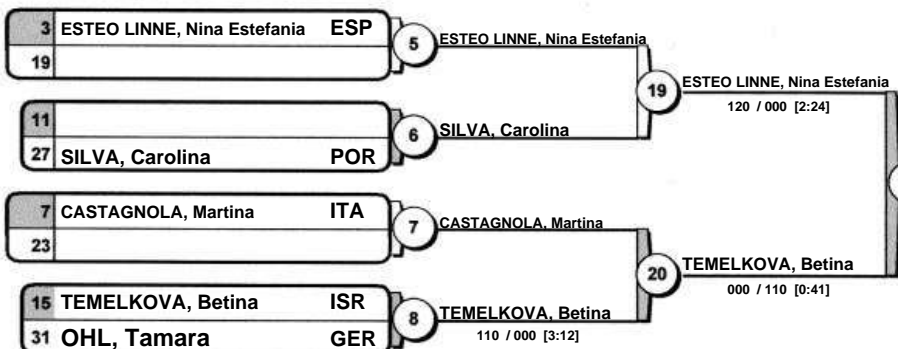 3 ESTEO LINNE, Nina Estefania ESP
19
5 ESTEO LINNE, Nina Estefania
11
27 SILVA, Carolina POR
6 SILVA, Carolina
19 ESTEO LINNE, Nina Estefania
120 / 000 [2:24]
7 CASTAGNOLA, Martina ITA
23
7 CASTAGNOLA, Martina
15 TEMELKOVA, Betina ISR
31 OHL, Tamara GER
8 TEMELKOVA, Betina
110 / 000 [3:12]
20 TEMELKOVA, Betina
000 / 110 [0:41]